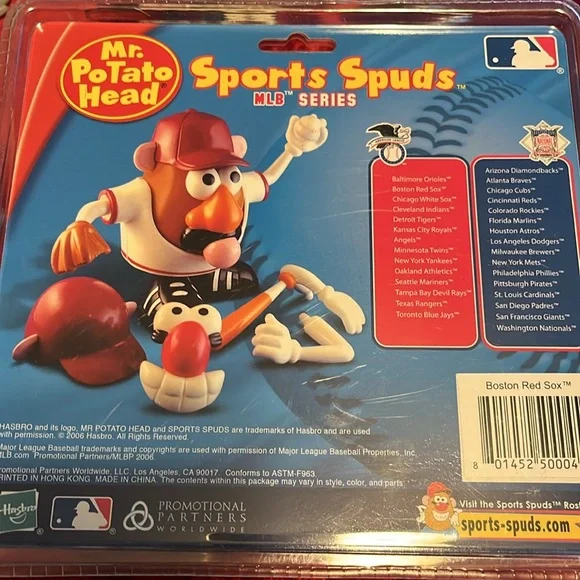 Mr.
PoTaTo
Head®
Sports Spuds™
MLB™ SERIES
AMERICAN LEAGUE
Baltimore Orioles™
Boston Red Sox™
Chicago White Sox™
Cleveland Indians™
Detroit Tigers™
Kansas City Royals™
Angels™
Minnesota Twins™
New York Yankees™
Oakland Athletics™
Seattle Mariners™
Tampa Bay Devil Rays™
Texas Rangers™
Toronto Blue Jays™
Arizona Diamondbacks™
Atlanta Braves™
Chicago Cubs™
Cincinnati Reds™
Colorado Rockies™
Florida Marlins™
Houston Astros™
Los Angeles Dodgers™
Milwaukee Brewers™
New York Mets™
Philadelphia Phillies™
Pittsburgh Pirates™
St. Louis Cardinals™
San Diego Padres™
San Francisco Giants™
Washington Nationals™
Boston Red Sox™
8 01452 50004
HASBRO and its logo, MR POTATO HEAD and SPORTS SPUDS are trademarks of Hasbro and are used
with permission. © 2006 Hasbro. All Rights Reserved.
Major League Baseball trademarks and copyrights are used with permission of Major League Baseball Properties, Inc.
MLB.com Promotional Partners/MLBP 2006.
Promotional Partners Worldwide, LLC. Los Angeles, CA 90017. Conforms to ASTM-F963.
PRINTED IN HONG KONG. MADE IN CHINA. The contents within this package may vary in style, color, and parts
Hasbro
PROMOTIONAL
PARTNERS
WORLDWIDE
Visit the Sports Spuds™ Rost
sports-spuds.com